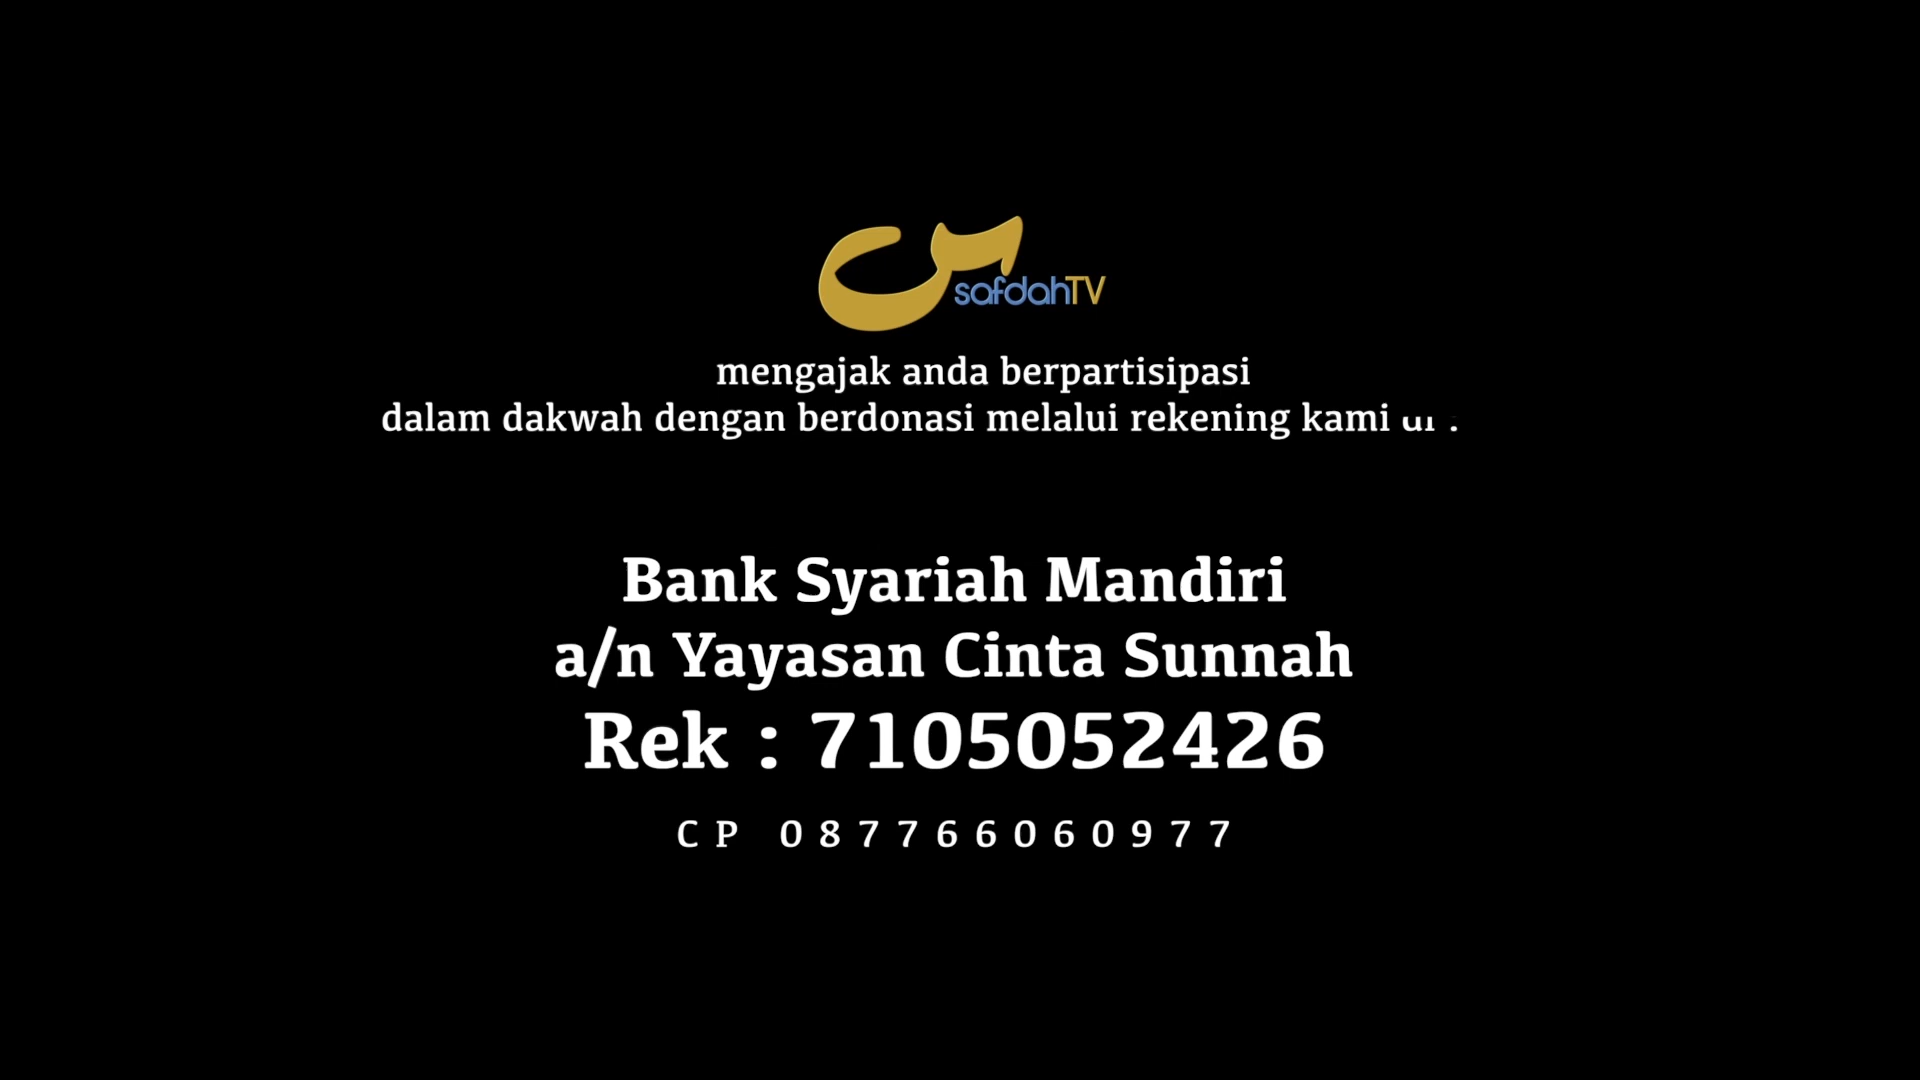 س
safdahTV
mengajak anda berpartisipasi
dalam dakwah dengan berdonasi melalui rekening kami di :
Bank Syariah Mandiri
a/n Yayasan Cinta Sunnah
Rek : 7105052426
CP 087766060977